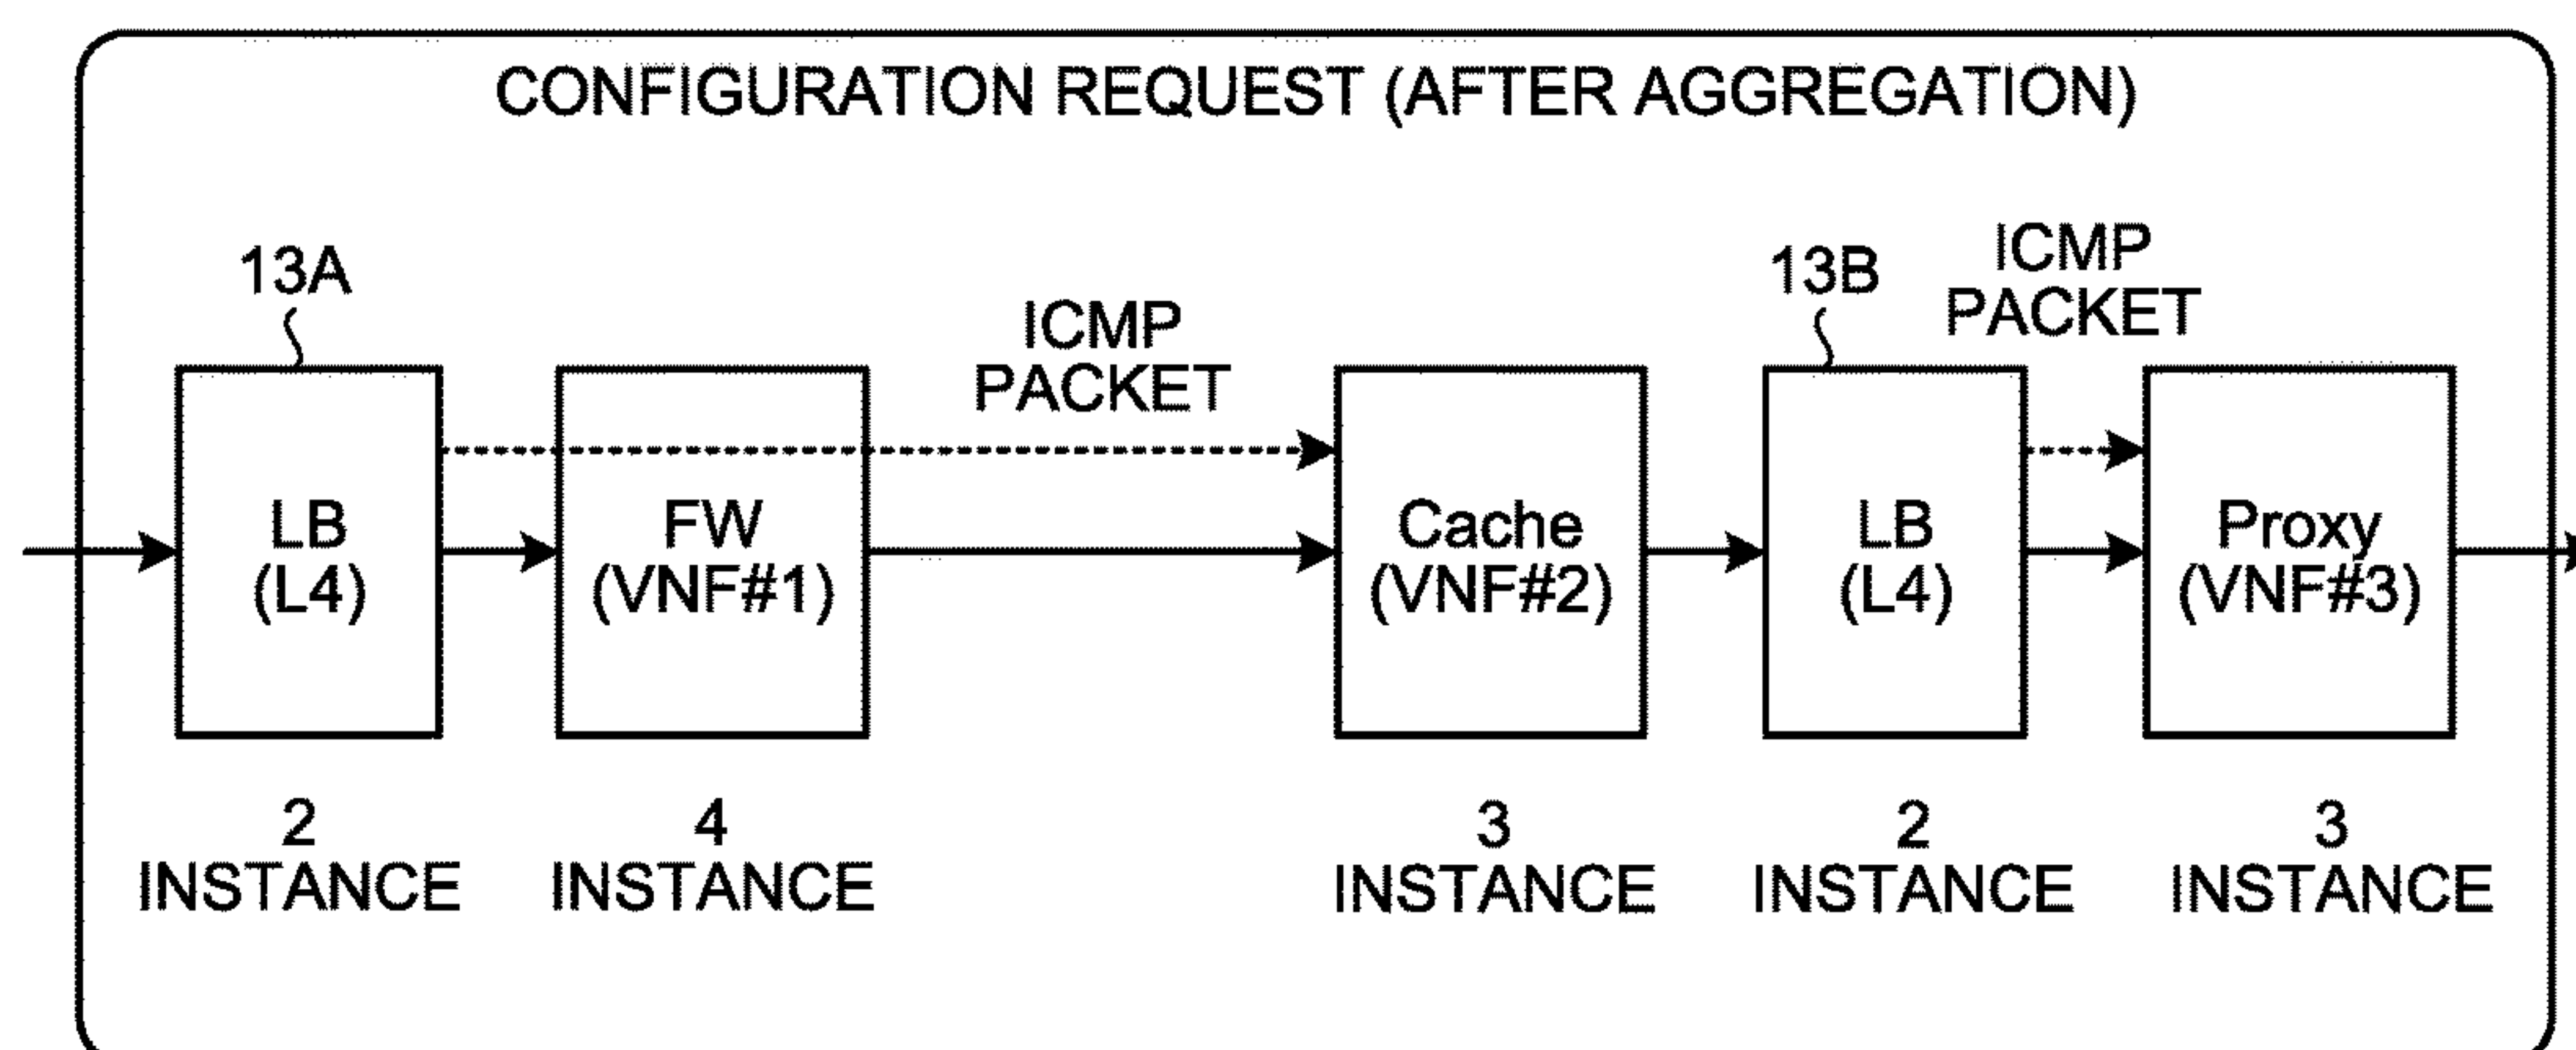 CONFIGURATION REQUEST (AFTER AGGREGATION)
13A
ICMP
PACKET
13B
ICMP
PACKET
LB
(L4)
FW
(VNF#1)
Cache
(VNF#2)
LB
(L4)
Proxy
(VNF#3)
2
INSTANCE
4
INSTANCE
3
INSTANCE
2
INSTANCE
3
INSTANCE